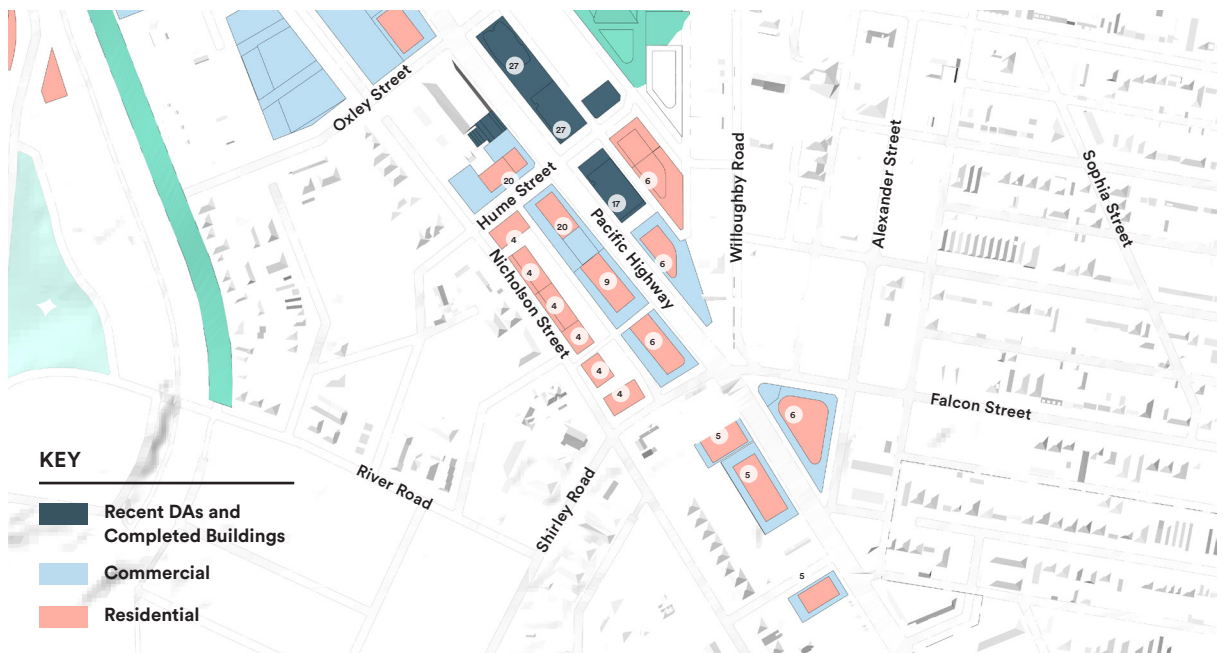 27
Oxley Street
27
20
Hume Street
6
17
Willoughby Road
Alexander Street
Sophia Street
4
20
Pacific Highway
6
4
9
Nicholson Street
4
4
6
4
4
6
Falcon Street
5
5
5
River Road
Shirley Road
KEY
Recent DAs and
Completed Buildings
Commercial
Residential